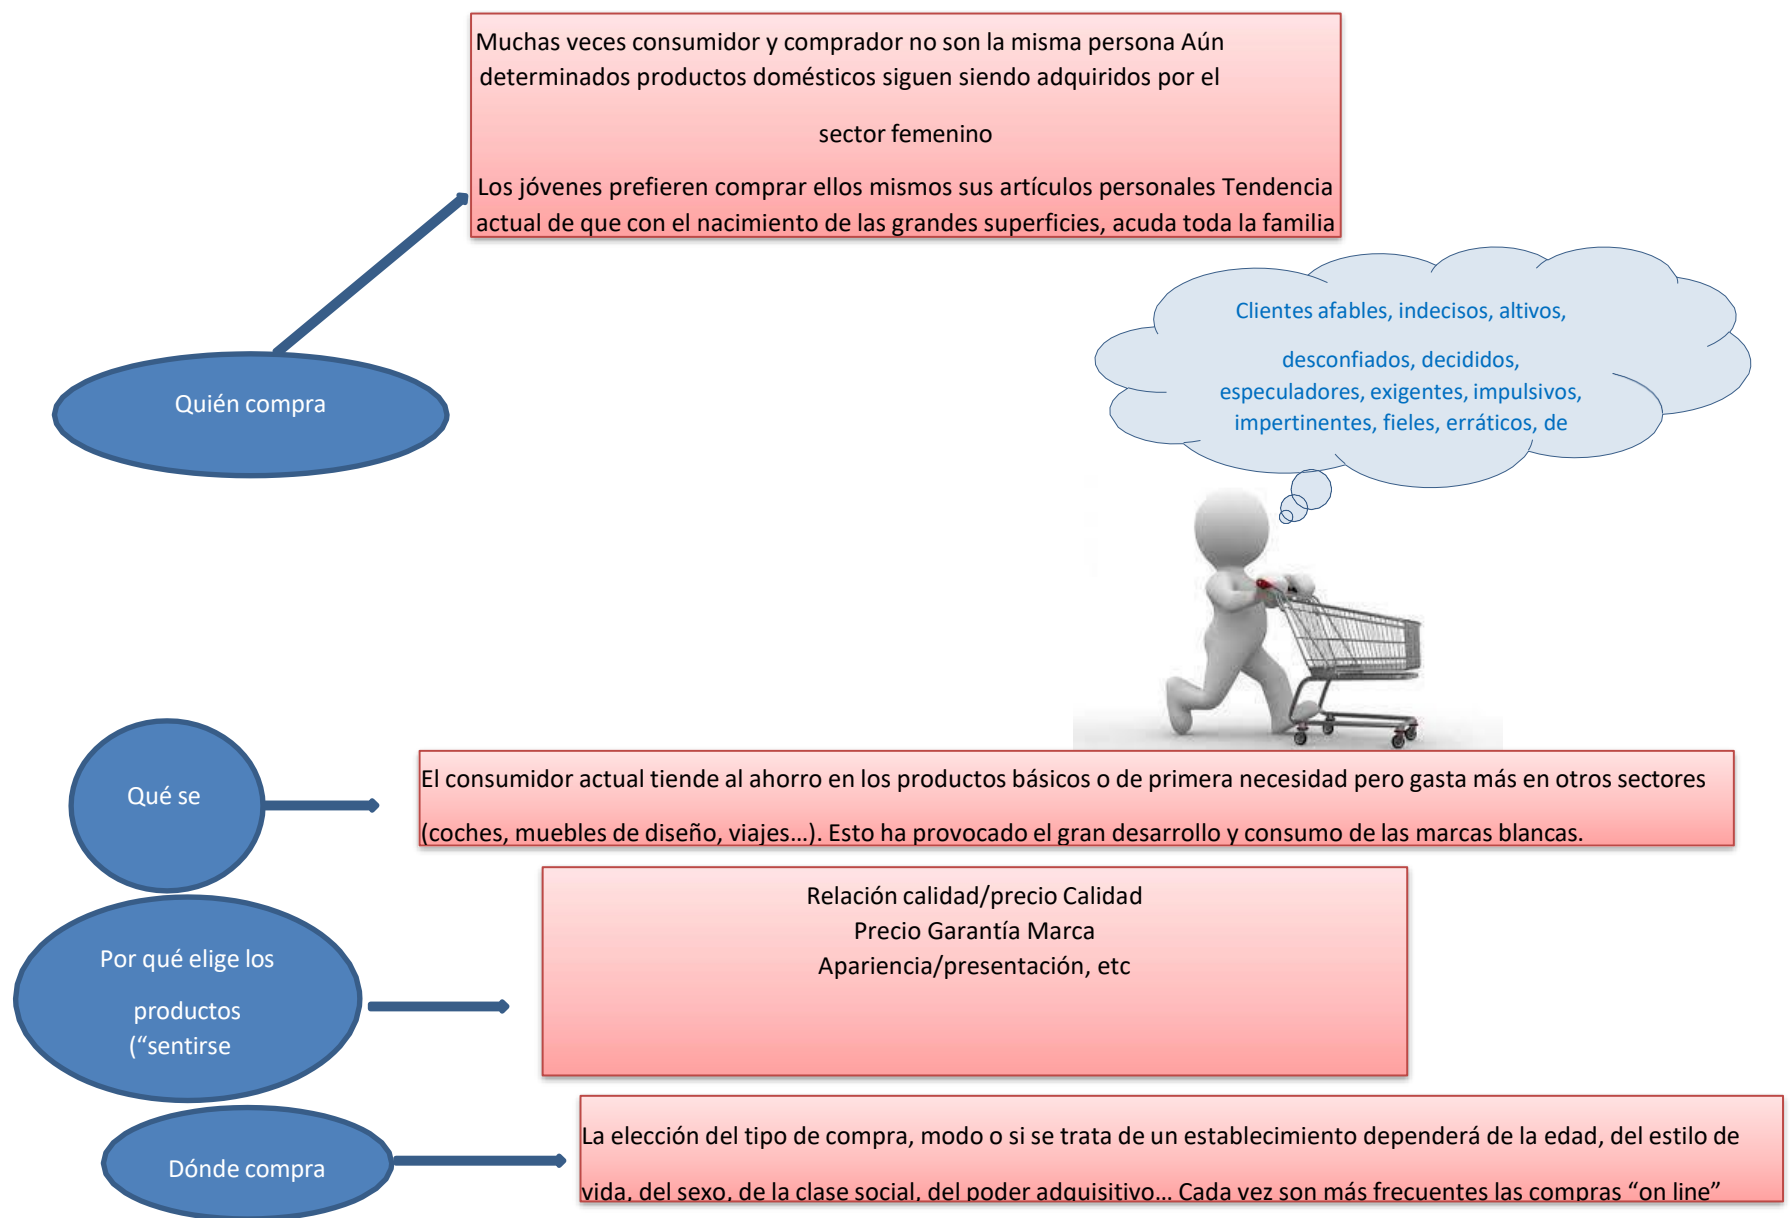 Muchas veces consumidor y comprador no son la misma persona Aún
determinados productos domésticos siguen siendo adquiridos por el
sector femenino
Los jóvenes prefieren comprar ellos mismos sus artículos personales Tendencia
actual de que con el nacimiento de las grandes superficies, acuda toda la familia
Clientes afables, indecisos, altivos,
desconfiados, decididos,
especuladores, exigentes, impulsivos,
impertinentes, fieles, erráticos, de
Quién compra
Qué se
El consumidor actual tiende al ahorro en los productos básicos o de primera necesidad pero gasta más en otros sectores
(coches, muebles de diseño, viajes…). Esto ha provocado el gran desarrollo y consumo de las marcas blancas.
Por qué elige los
productos
(“sentirse
Relación calidad/precio Calidad
Precio Garantía Marca
Apariencia/presentación, etc
Dónde compra
La elección del tipo de compra, modo o si se trata de un establecimiento dependerá de la edad, del estilo de
vida, del sexo, de la clase social, del poder adquisitivo… Cada vez son más frecuentes las compras “on line”